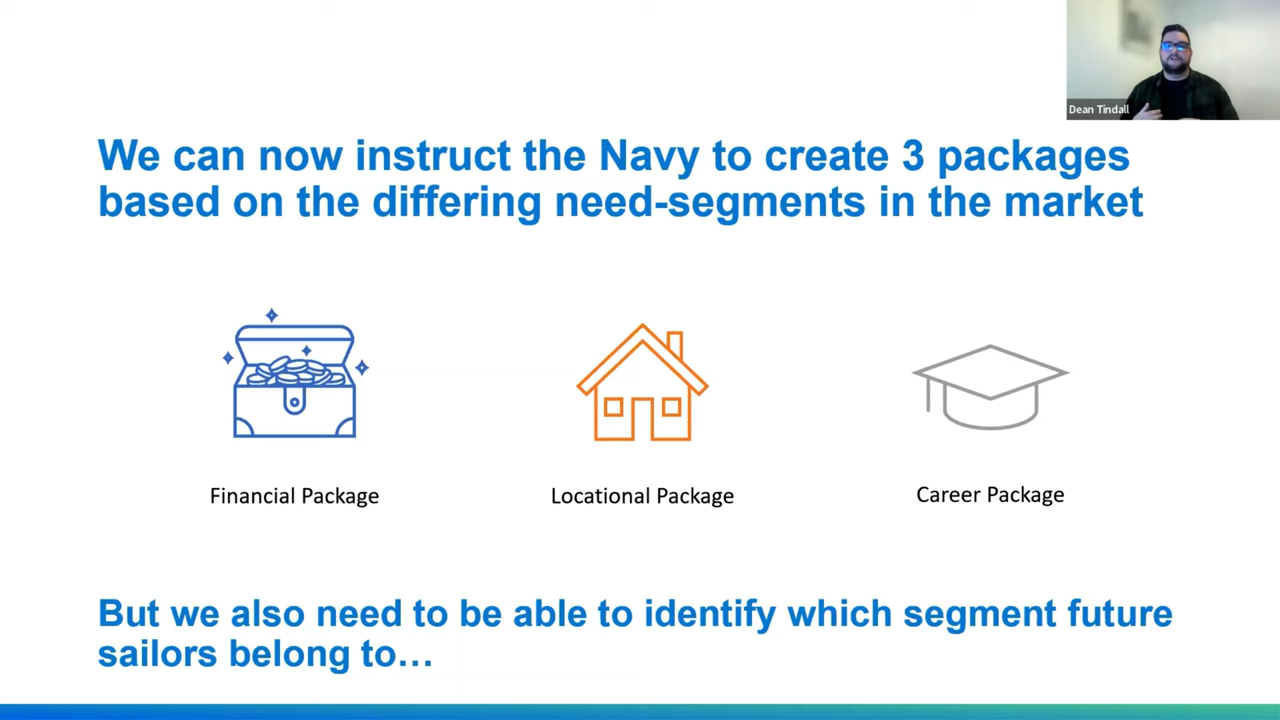 Dean Tindall
We can now instruct the Navy to create 3 packages
based on the differing need-segments in the market
Financial Package
Locational Package
Career Package
But we also need to be able to identify which segment future
sailors belong to…